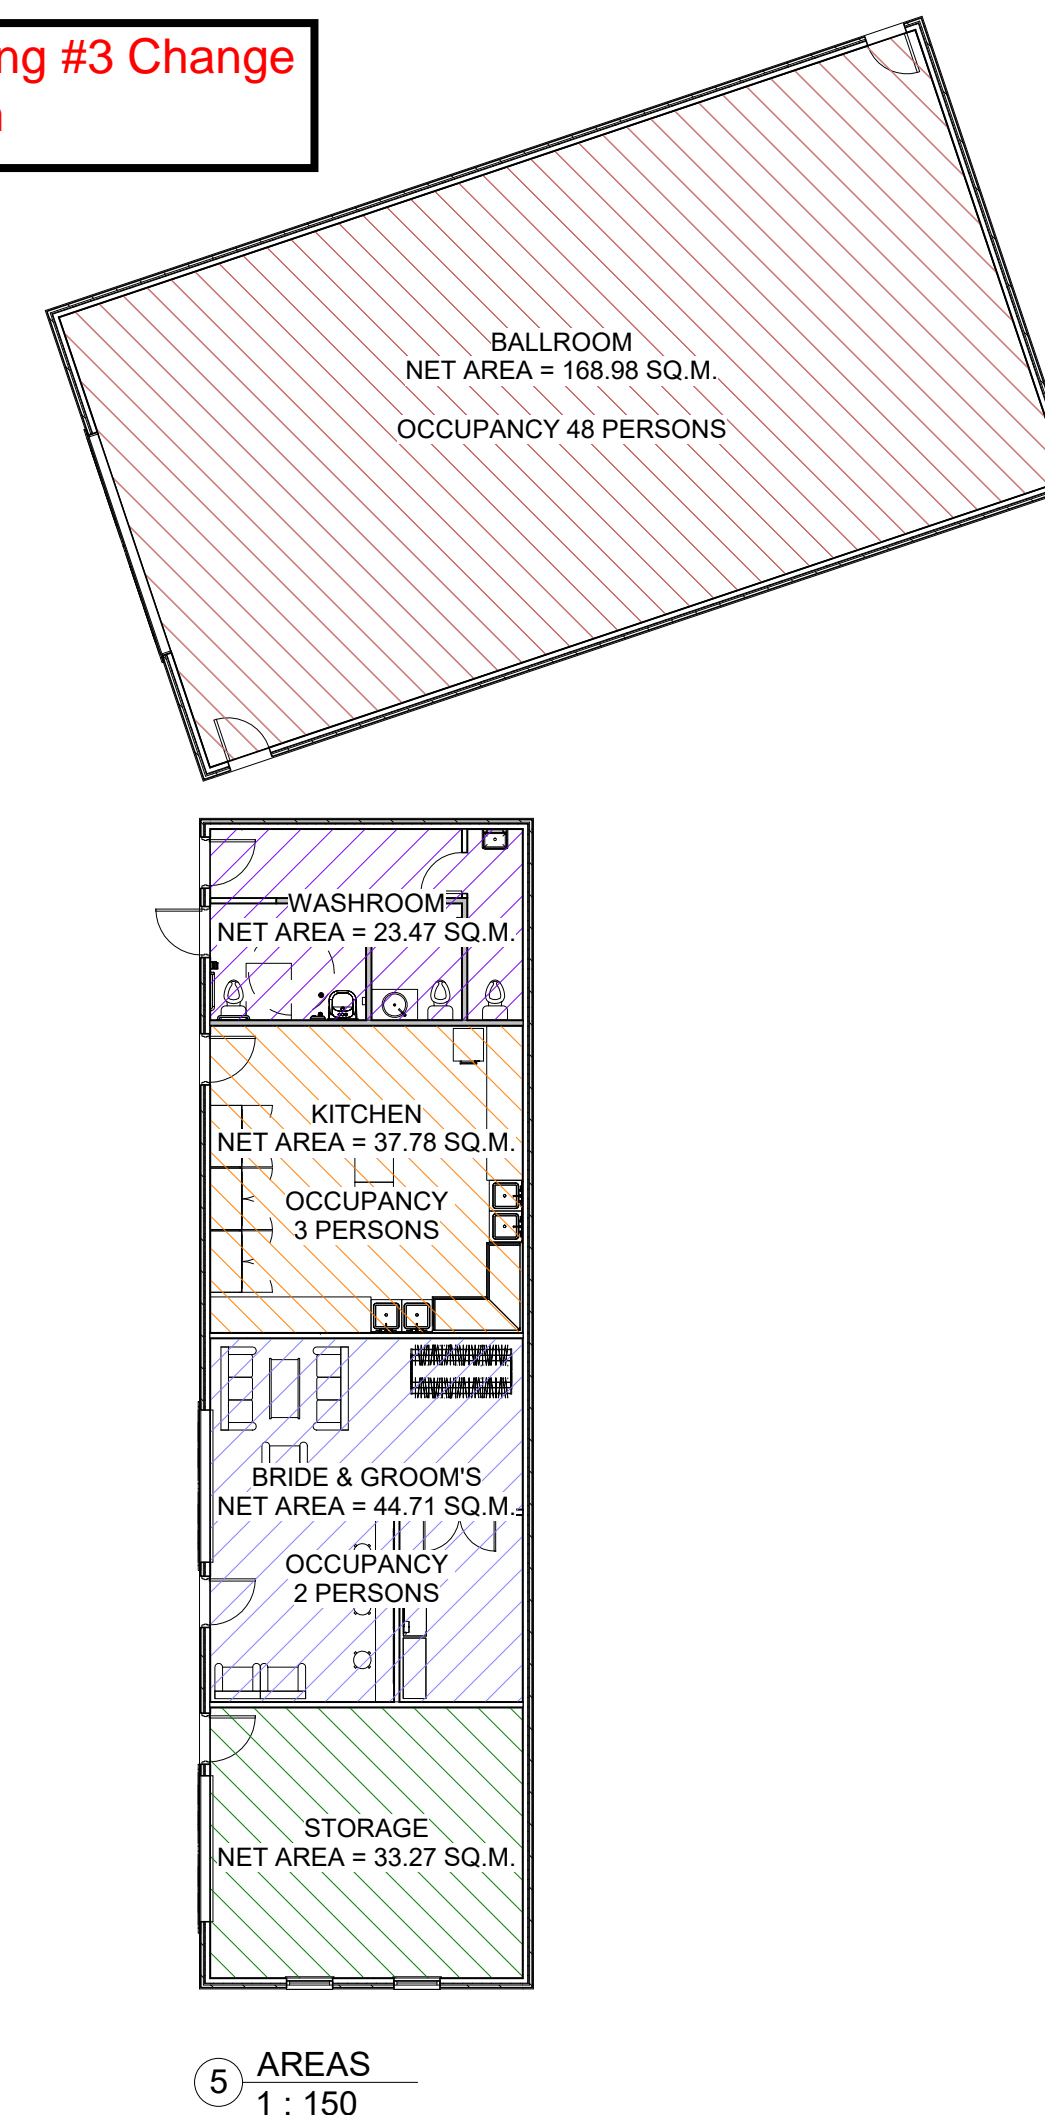 ng #3 Change
BALLROOM
NET AREA = 168.98 SQ.M.
OCCUPANCY 48 PERSONS
WASHROOM
NET AREA = 23.47 SQ.M.
KITCHEN
NET AREA = 37.78 SQ.M.
OCCUPANCY
3 PERSONS
BRIDE & GROOM'S
NET AREA = 44.71 SQ.M.
OCCUPANCY
2 PERSONS
STORAGE
NET AREA = 33.27 SQ.M.
5 AREAS
1 : 150